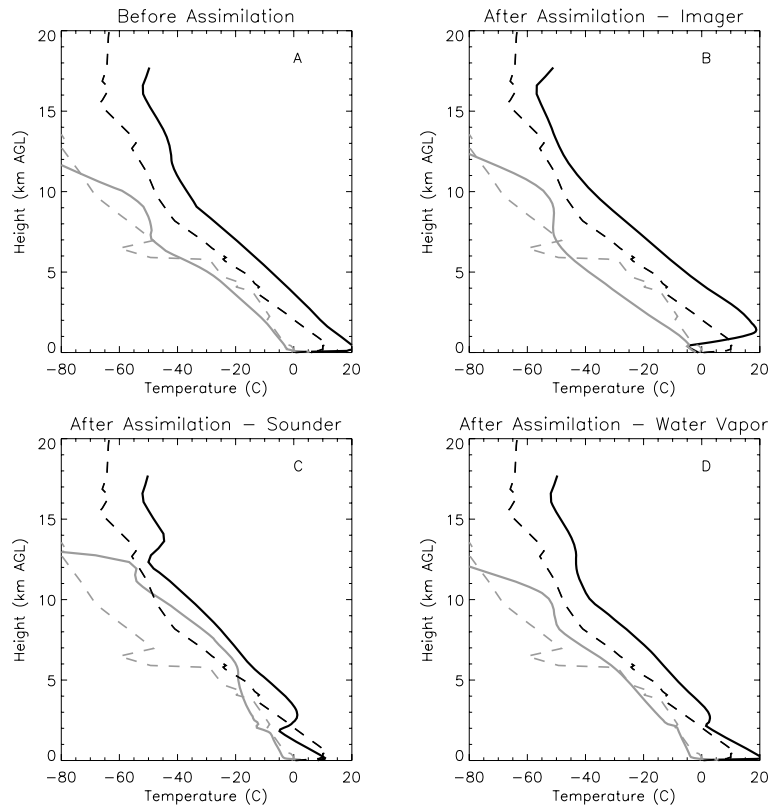 Before Assimilation
After Assimilation – Imager
20
A
15
10
5
0
Height (km AGL)
−80 −60 −40 −20 0 20
Temperature (C)
20
B
15
10
5
0
Height (km AGL)
−80 −60 −40 −20 0 20
Temperature (C)
After Assimilation – Sounder
After Assimilation – Water Vapor
20
C
15
10
5
0
Height (km AGL)
−80 −60 −40 −20 0 20
Temperature (C)
20
D
15
10
5
0
Height (km AGL)
−80 −60 −40 −20 0 20
Temperature (C)